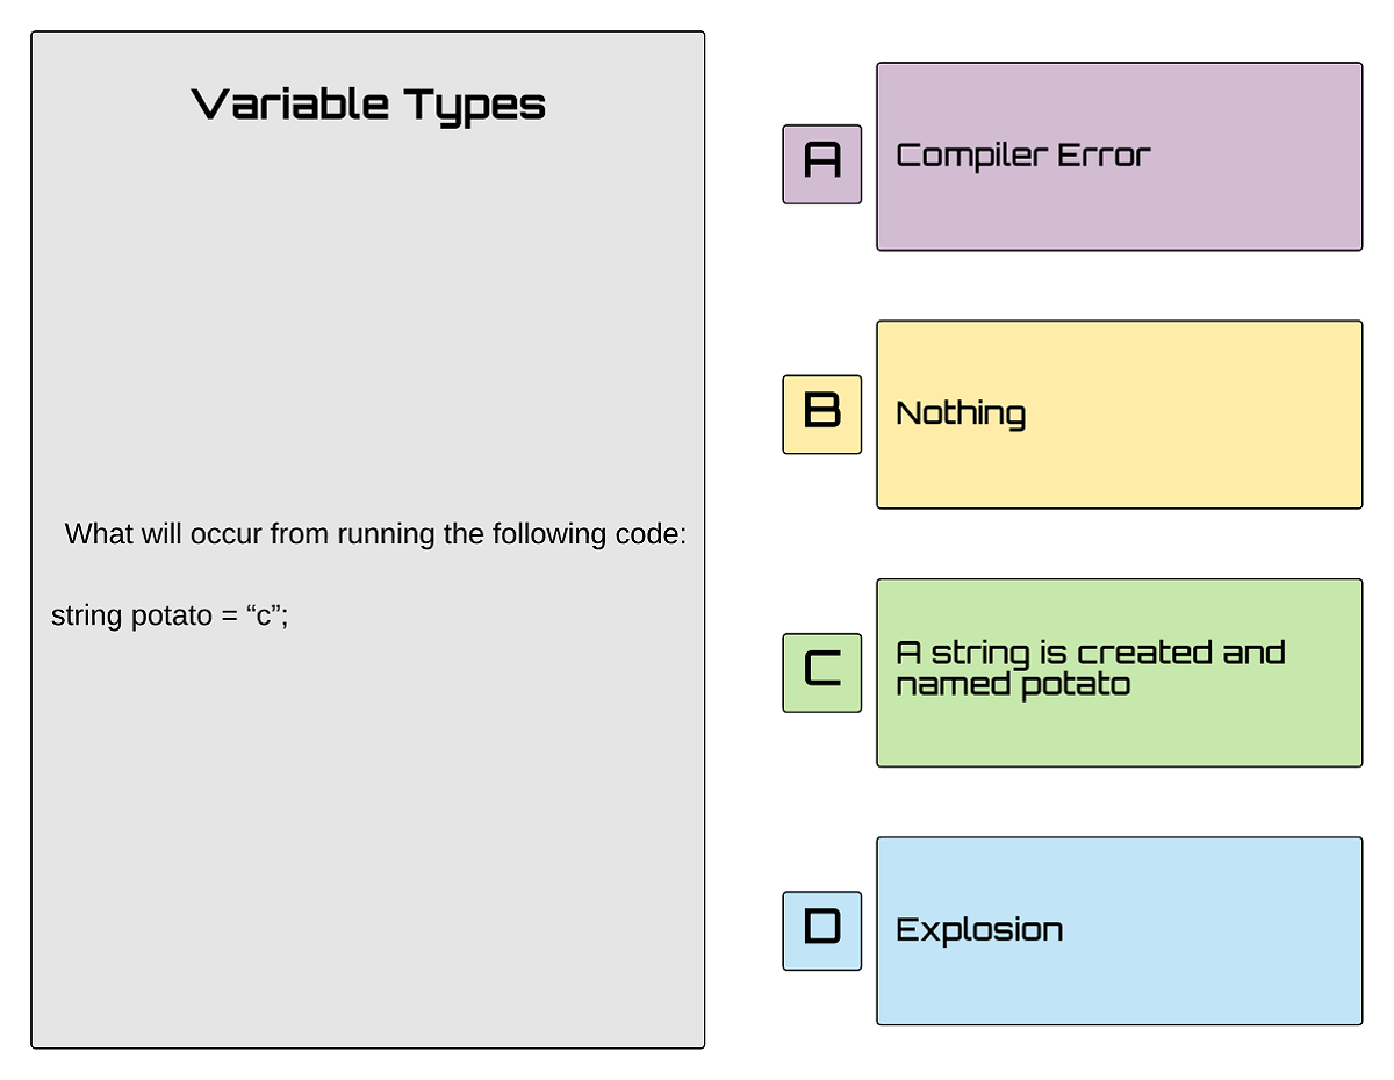 Variable Types
What will occur from running the following code:
string potato = “c”;
A
Compiler Error
B
Nothing
C
A string is created and
named potato
D
Explosion